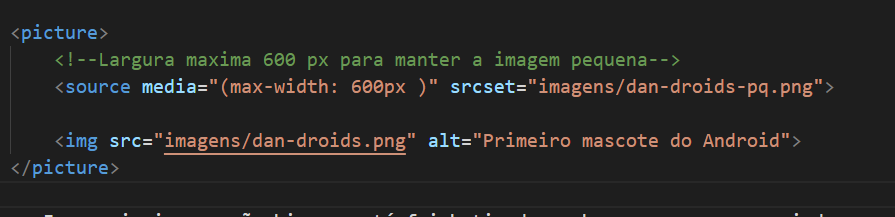 <picture>
<!--Largura maxima 600 px para manter a imagem pequena-->
<source media="(max-width: 600px )" srcset="imagens/dan-droids-pq.png">
<img src="imagens/dan-droids.png" alt="Primeiro mascote do Android">
</picture>